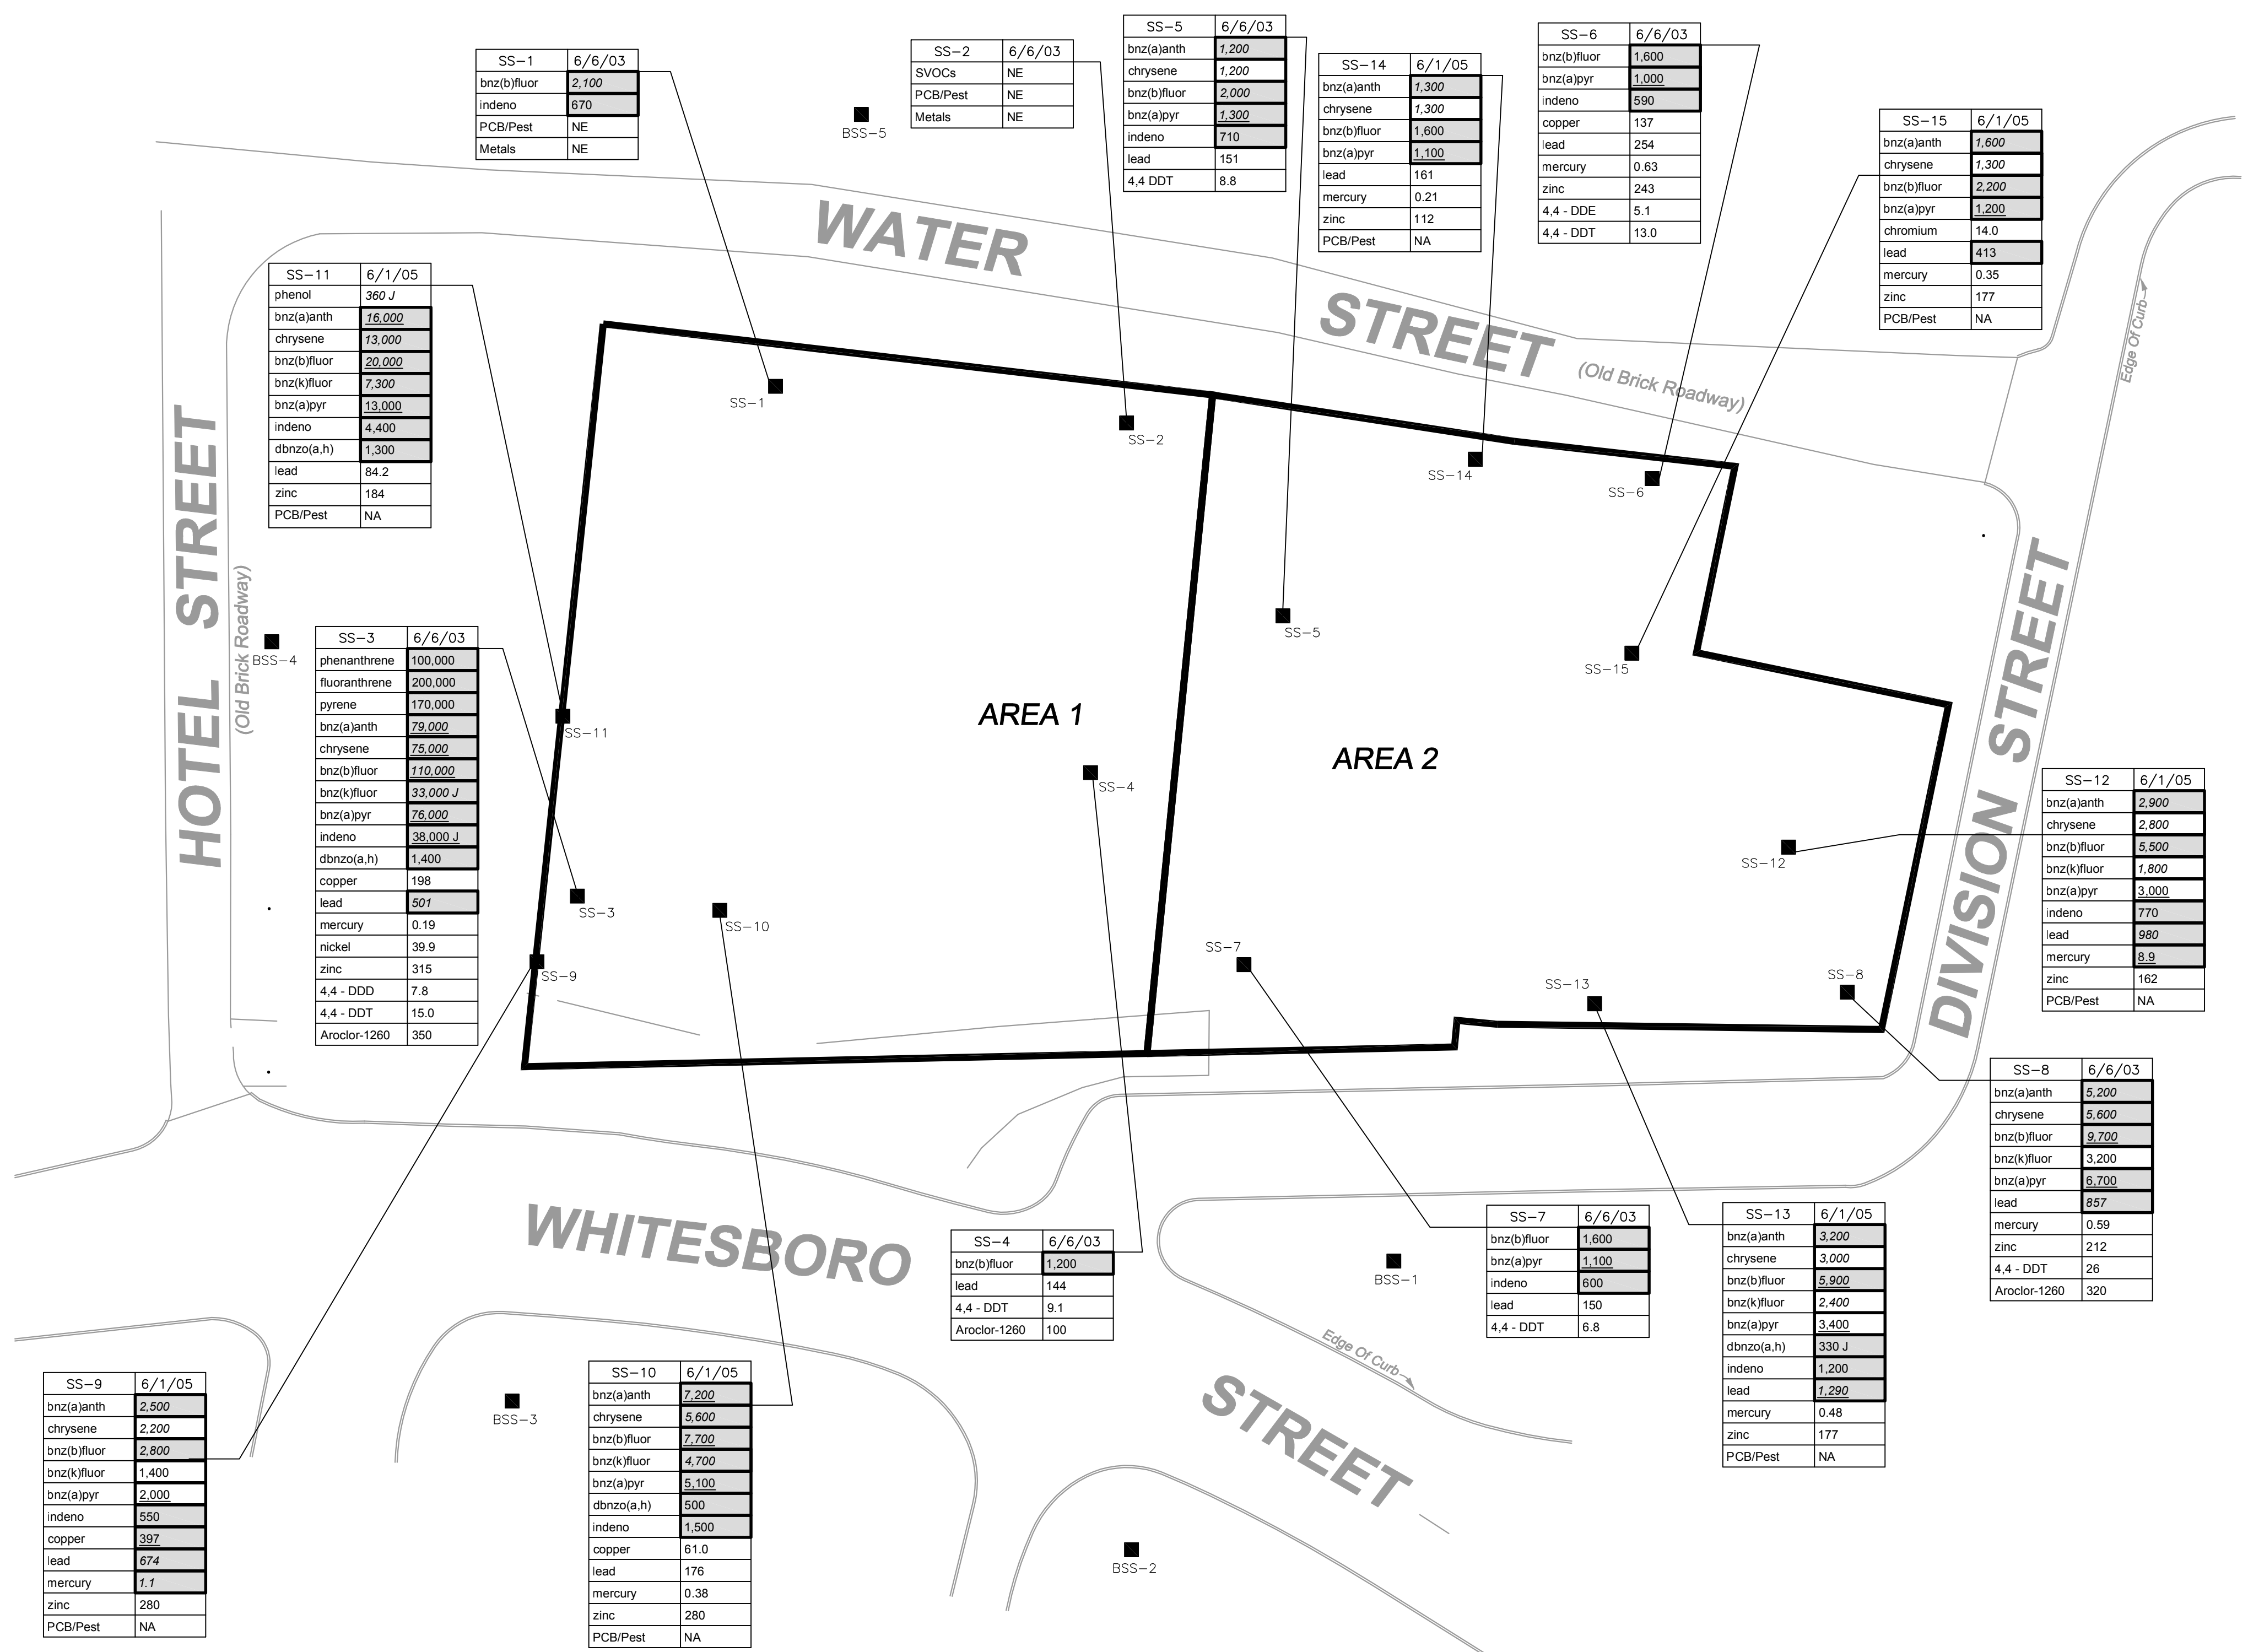 SS-1 6/6/03
bnz(b)fluor 2,100
indeno 670
PCB/Pest NE
Metals NE
BSS-5
SS-2 6/6/03
SVOCs NE
PCB/Pest NE
Metals NE
SS-5 6/6/03
bnz(a)anth 1,200
chrysene 1,200
bnz(b)fluor 2,000
bnz(a)pyr 1,300
indeno 710
lead 151
4,4 DDT 8.8
SS-14 6/1/05
bnz(a)anth 1,300
chrysene 1,300
bnz(b)fluor 1,600
bnz(a)pyr 1,100
lead 161
mercury 0.21
zinc 112
PCB/Pest NA
SS-6 6/6/03
bnz(b)fluor 1,600
bnz(a)pyr 1,000
indeno 590
copper 137
lead 254
mercury 0.63
zinc 243
4,4 - DDE 5.1
4,4 - DDT 13.0
SS-15 6/1/05
bnz(a)anth 1,600
chrysene 1,300
bnz(b)fluor 2,200
bnz(a)pyr 1,200
chromium 14.0
lead 413
mercury 0.35
zinc 177
PCB/Pest NA
WATER
STREET
(Old Brick Roadway)
Edge Of Curb
SS-11 6/1/05
phenol 360 J
bnz(a)anth 16,000
chrysene 13,000
bnz(b)fluor 20,000
bnz(k)fluor 7,300
bnz(a)pyr 13,000
indeno 4,400
dbnzo(a,h) 1,300
lead 84.2
zinc 184
PCB/Pest NA
SS-1
SS-2
SS-14
SS-6
HOTEL STREET
(Old Brick Roadway)
BSS-4
SS-3 6/6/03
phenanthrene 100,000
fluoranthrene 200,000
pyrene 170,000
bnz(a)anth 79,000
chrysene 75,000
bnz(b)fluor 110,000
bnz(k)fluor 33,000 J
bnz(a)pyr 76,000
indeno 38,000 J
dbnzo(a,h) 1,400
copper 198
lead 501
mercury 0.19
nickel 39.9
zinc 315
4,4 - DDD 7.8
4,4 - DDT 15.0
Aroclor-1260 350
SS-5
SS-15
SS-11
AREA 1
AREA 2
SS-4
SS-12
SS-3
SS-10
SS-9
SS-7
SS-13
SS-8
DIVISION STREET
SS-12 6/1/05
bnz(a)anth 2,900
chrysene 2,800
bnz(b)fluor 5,500
bnz(k)fluor 1,800
bnz(a)pyr 3,000
indeno 770
lead 980
mercury 8.9
zinc 162
PCB/Pest NA
SS-8 6/6/03
bnz(a)anth 5,200
chrysene 5,600
bnz(b)fluor 9,700
bnz(k)fluor 3,200
bnz(a)pyr 6,700
lead 857
mercury 0.59
zinc 212
4,4 - DDT 26
Aroclor-1260 320
WHITESBORO
STREET
SS-4 6/6/03
bnz(b)fluor 1,200
lead 144
4,4 - DDT 9.1
Aroclor-1260 100
BSS-1
Edge Of Curb
SS-7 6/6/03
bnz(b)fluor 1,600
bnz(a)pyr 1,100
indeno 600
lead 150
4,4 - DDT 6.8
SS-13 6/1/05
bnz(a)anth 3,200
chrysene 3,000
bnz(b)fluor 5,900
bnz(k)fluor 2,400
bnz(a)pyr 3,400
dbnzo(a,h) 330 J
indeno 1,200
lead 1,290
mercury 0.48
zinc 177
PCB/Pest NA
SS-9 6/1/05
bnz(a)anth 2,500
chrysene 2,200
bnz(b)fluor 2,800
bnz(k)fluor 1,400
bnz(a)pyr 2,000
indeno 550
copper 397
lead 674
mercury 1.1
zinc 280
PCB/Pest NA
BSS-3
SS-10 6/1/05
bnz(a)anth 7,200
chrysene 5,600
bnz(b)fluor 7,700
bnz(k)fluor 4,700
bnz(a)pyr 5,100
dbnzo(a,h) 500
indeno 1,500
copper 61.0
lead 176
mercury 0.38
zinc 280
PCB/Pest NA
BSS-2